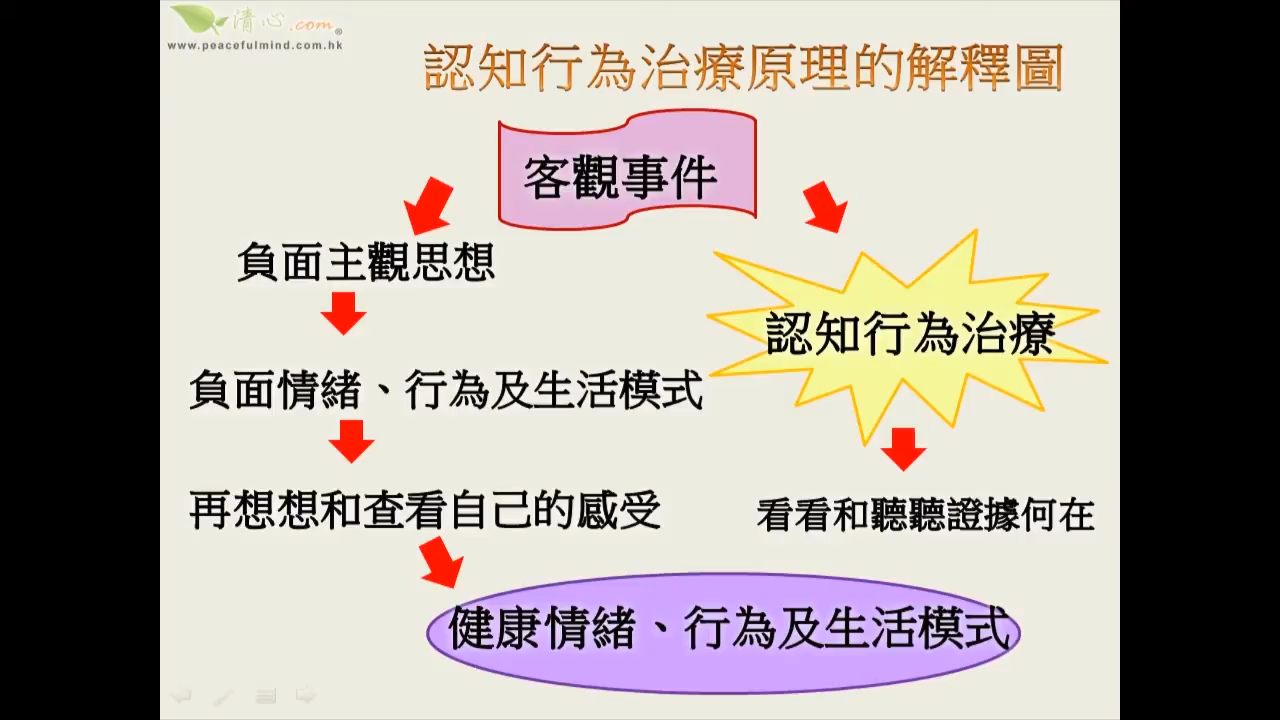 清心.com®
www.peacefulmind.com.hk
認知行為治療原理的解釋圖
客觀事件
負面主觀思想
認知行為治療
負面情緒、行為及生活模式
再想想和查看自己的感受
看看和聽聽證據何在
健康情緒、行為及生活模式